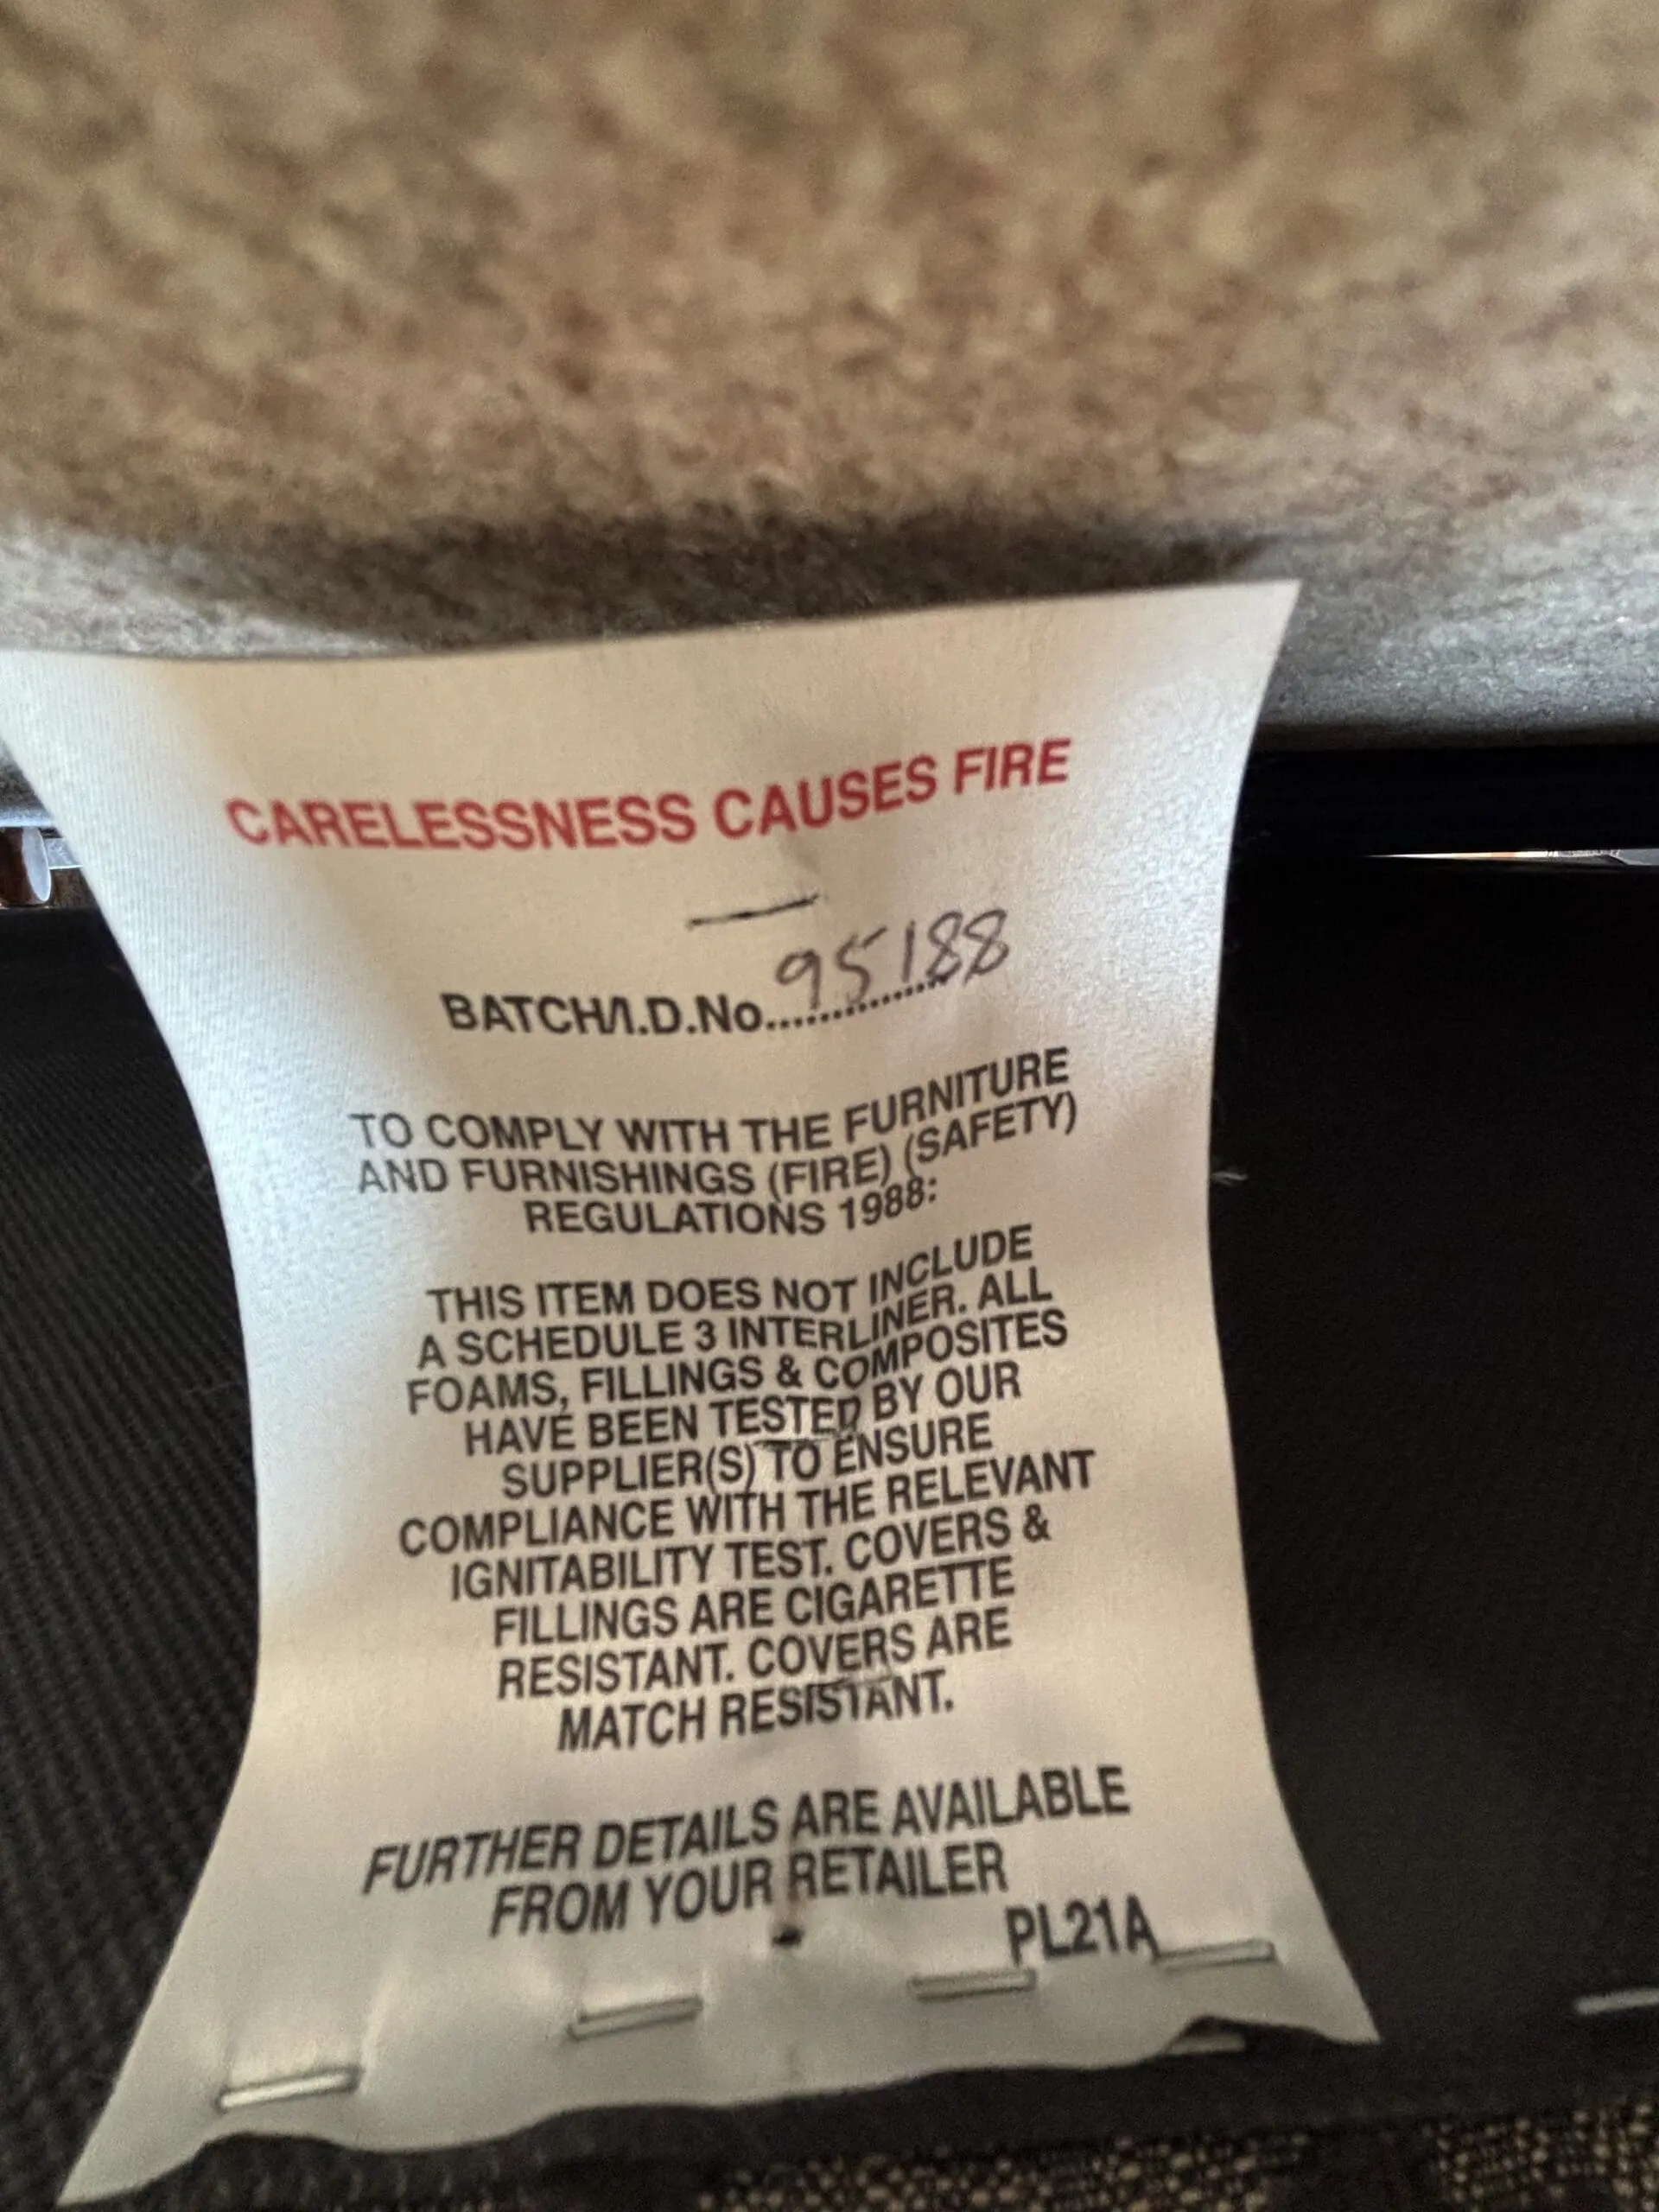 CARELESSNESS CAUSES FIRE
BATCH/I.D.No..................95188
TO COMPLY WITH THE FURNITURE
AND FURNISHINGS (FIRE) (SAFETY)
REGULATIONS 1988:
THIS ITEM DOES NOT INCLUDE
A SCHEDULE 3 INTERLINER. ALL
FOAMS, FILLINGS & COMPOSITES
HAVE BEEN TESTED BY OUR
SUPPLIER(S) TO ENSURE
COMPLIANCE WITH THE RELEVANT
IGNITABILITY TEST. COVERS &
FILLINGS ARE CIGARETTE
RESISTANT. COVERS ARE
MATCH RESISTANT.
FURTHER DETAILS ARE AVAILABLE
FROM YOUR RETAILER
PL21A